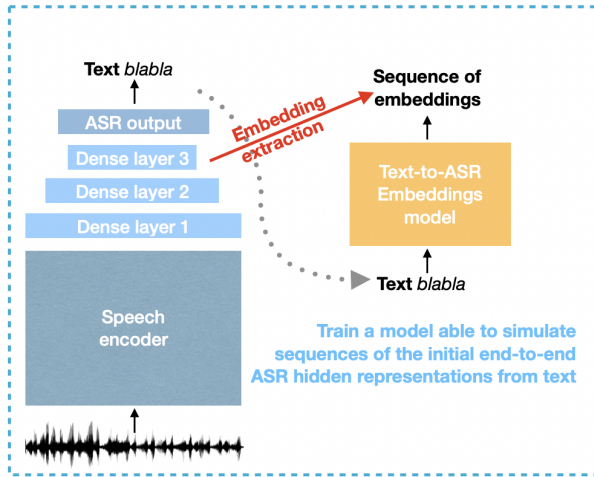 Text blabla
ASR output
Dense layer 3
Dense layer 2
Dense layer 1
Speech
encoder
Embedding
extraction
Sequence of
embeddings
Text-to-ASR
Embeddings
model
Text blabla
Train a model able to simulate
sequences of the initial end-to-end
ASR hidden representations from text